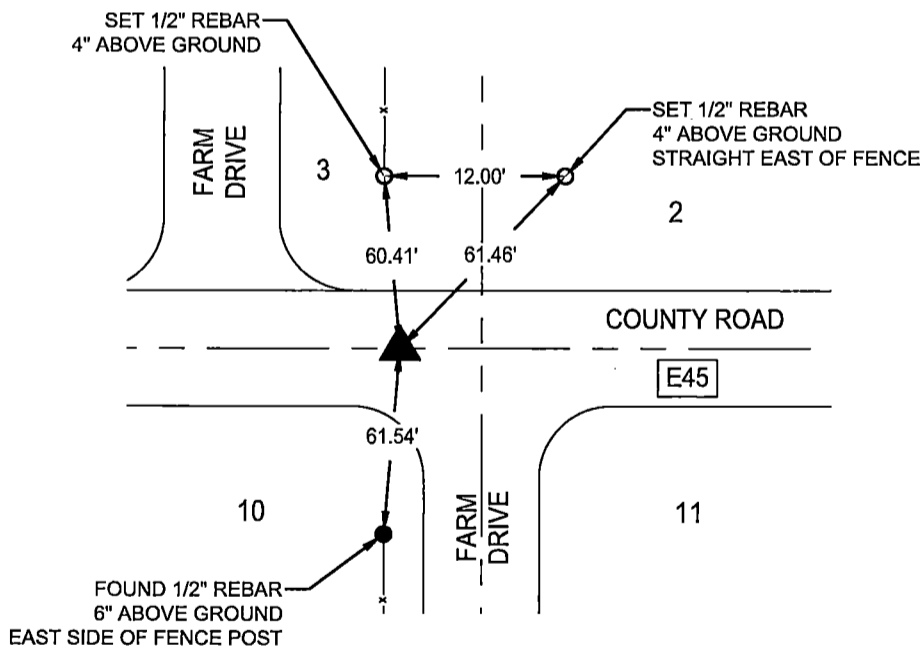 SET 1/2" REBAR
4" ABOVE GROUND
SET 1/2" REBAR
4" ABOVE GROUND
STRAIGHT EAST OF FENCE
FARM
DRIVE
3
12.00'
2
60.41'
61.46'
COUNTY ROAD
E45
61.54'
10
FARM
DRIVE
11
FOUND 1/2" REBAR
6" ABOVE GROUND
EAST SIDE OF FENCE POST